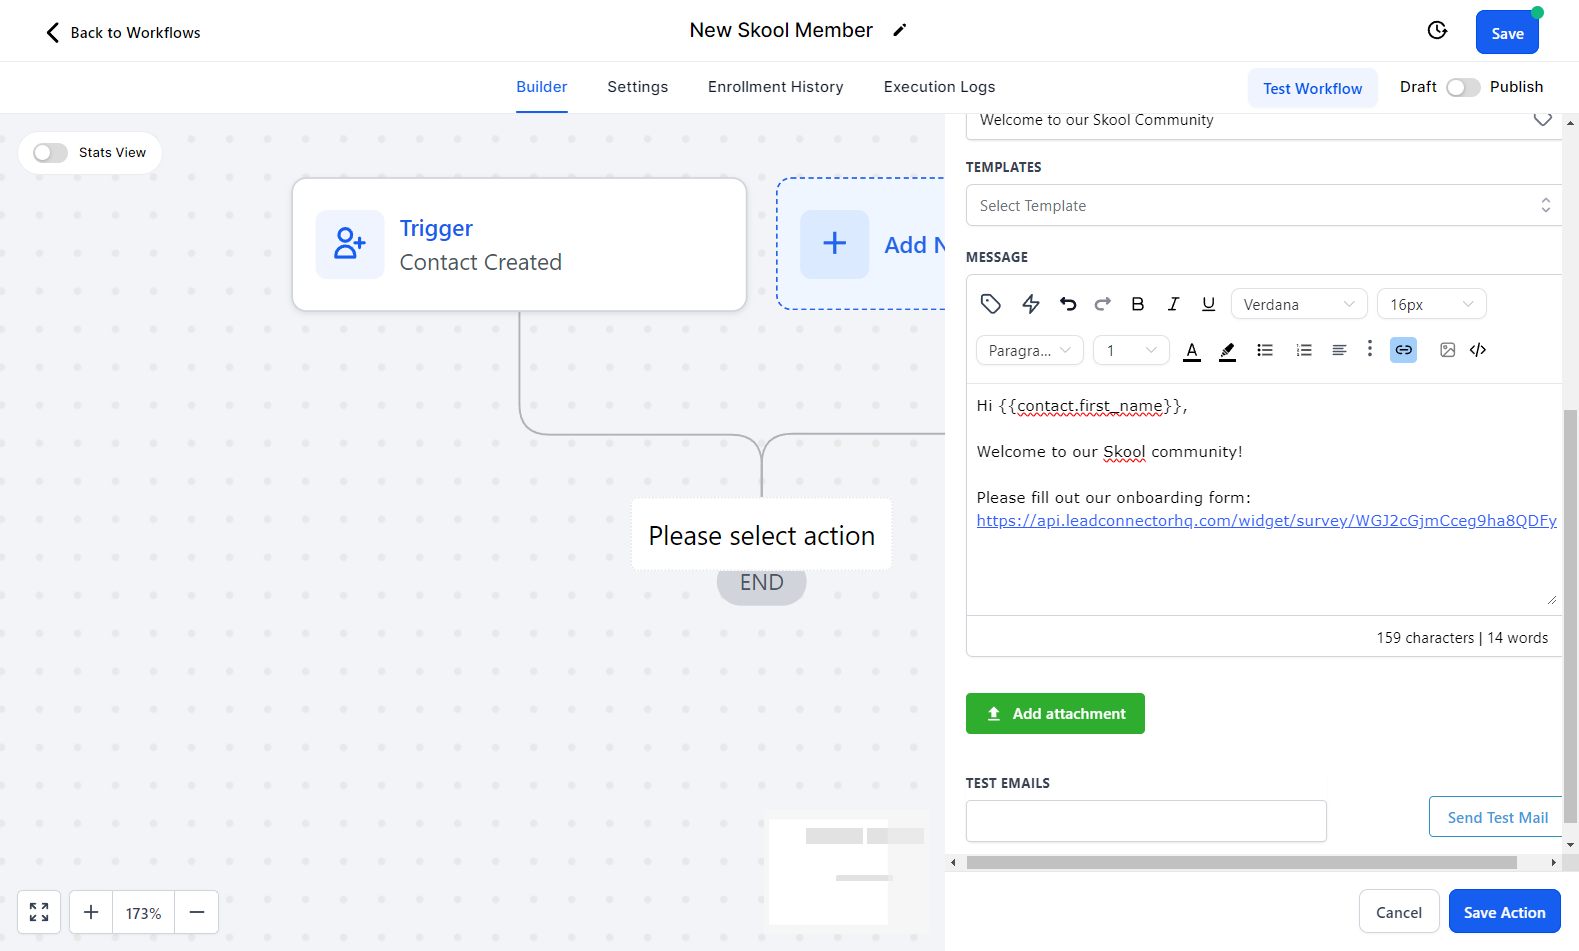 Back to Workflows
New Skool Member
Save
Builder
Settings
Enrollment History
Execution Logs
Test Workflow
Draft
Publish
Stats View
Trigger
Contact Created
Add N
Please select action
END
173%
Welcome to our Skool Community
TEMPLATES
Select Template
MESSAGE
B I U Verdana 16px
Paragra... 1 A
Hi {{contact.first_name}},
Welcome to our Skool community!
Please fill out our onboarding form:
https://api.leadconnectorhq.com/widget/survey/WGJ2cGjmCceg9ha8QDFy
159 characters | 14 words
Add attachment
TEST EMAILS
Send Test Mail
Cancel
Save Action